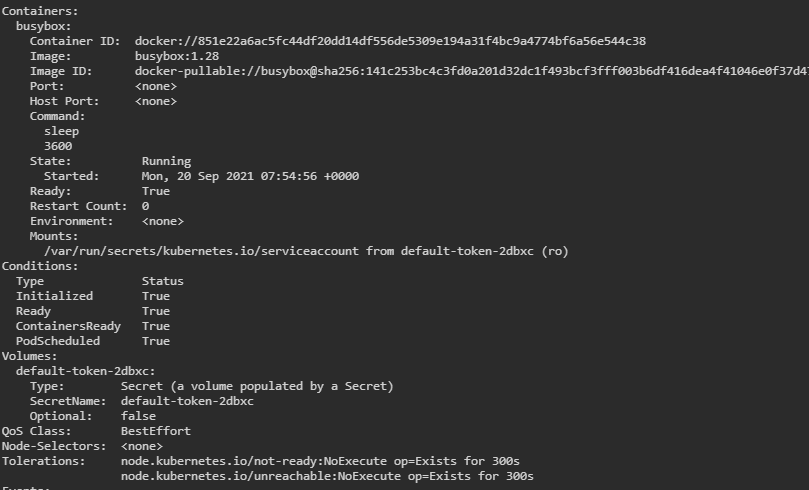 Containers:
  busybox:
    Container ID:  docker://851e22a6ac5fc44df20dd14df556de5309e194a31f4bc9a4774bf6a56e544c38
    Image:         busybox:1.28
    Image ID:      docker-pullable://busybox@sha256:141c253bc4c3fd0a201d32dc1f493bcf3fff003b6df416dea4f41046e0f37d47
    Port:          <none>
    Host Port:     <none>
    Command:
      sleep
      3600
    State:          Running
      Started:      Mon, 20 Sep 2021 07:54:56 +0000
    Ready:          True
    Restart Count:  0
    Environment:    <none>
    Mounts:
      /var/run/secrets/kubernetes.io/serviceaccount from default-token-2dbxc (ro)
Conditions:
  Type              Status
  Initialized       True
  Ready             True
  ContainersReady   True
  PodScheduled      True
Volumes:
  default-token-2dbxc:
    Type:        Secret (a volume populated by a Secret)
    SecretName:  default-token-2dbxc
    Optional:    false
QoS Class:       BestEffort
Node-Selectors:  <none>
Tolerations:     node.kubernetes.io/not-ready:NoExecute op=Exists for 300s
                 node.kubernetes.io/unreachable:NoExecute op=Exists for 300s